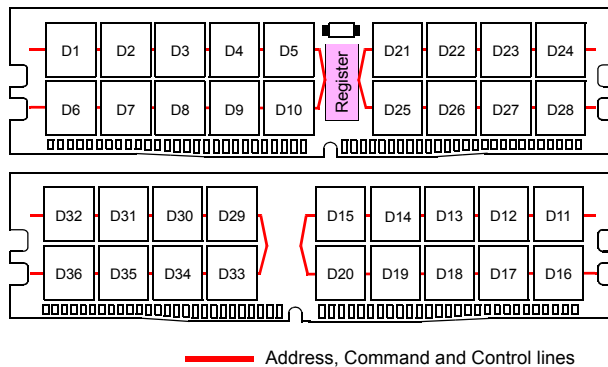 D1 D2 D3 D4 D5 D21 D22 D23 D24
Register
D6 D7 D8 D9 D10 D25 D26 D27 D28
D32 D31 D30 D29 D15 D14 D13 D12 D11
D36 D35 D34 D33 D20 D19 D18 D17 D16
Address, Command and Control lines